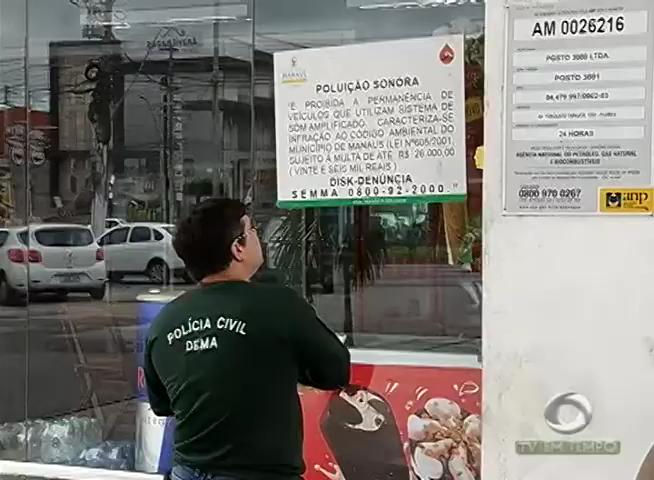 MANAUS
POLUIÇÃO SONORA
"É PROIBIDA A PERMANÊNCIA DE
VEÍCULOS QUE UTILIZAM SISTEMA DE
SOM AMPLIFICADO. CARACTERIZA-SE
INFRAÇÃO AO CÓDIGO AMBIENTAL DO
MUNICÍPIO DE MANAUS (LEI Nº605/2001,
SUJEITO À MULTA DE ATÉ R$ 26.000,00
(VINTE E SEIS MIL REAIS)
DISK-DENÚNCIA
SEMMA 0800-92-2000."
AM 0026216
POSTO 3000 LTDA.
24 HORAS
AGÊNCIA NACIONAL DO PETRÓLEO, GÁS NATURAL
E BIOCOMBUSTÍVEIS
0800 970 0267
anp
POLÍCIA CIVIL
DEMA
TV EM TEMPO